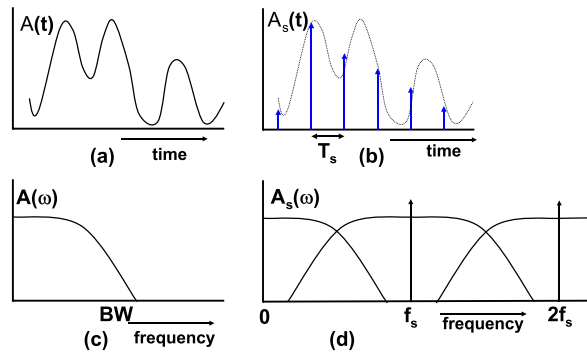 A(t)
time
(a)
As(t)
Ts
time
(b)
A(ω)
BW
frequency
(c)
As(ω)
0
fs
frequency
2fs
(d)